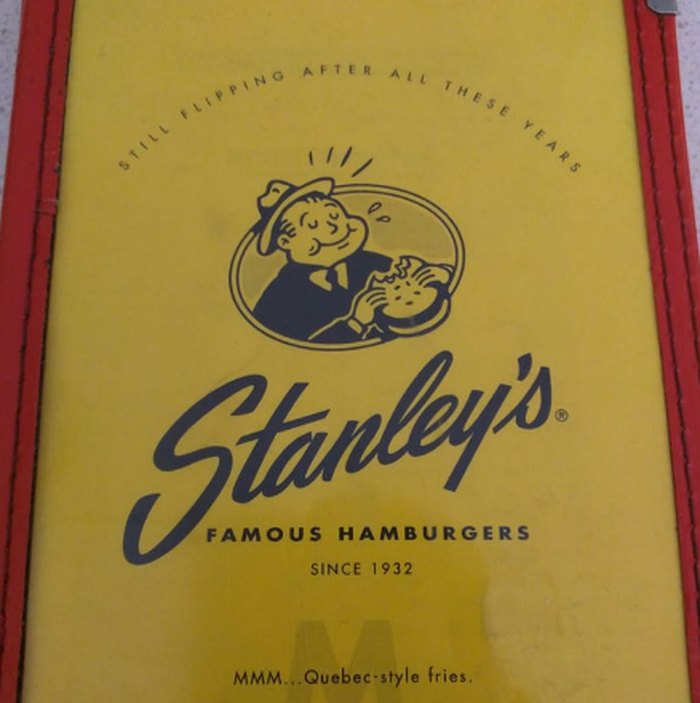 STILL FLIPPING AFTER ALL THESE YEARS
Stanley's®
FAMOUS HAMBURGERS
SINCE 1932
M
MMM...Quebec-style fries.